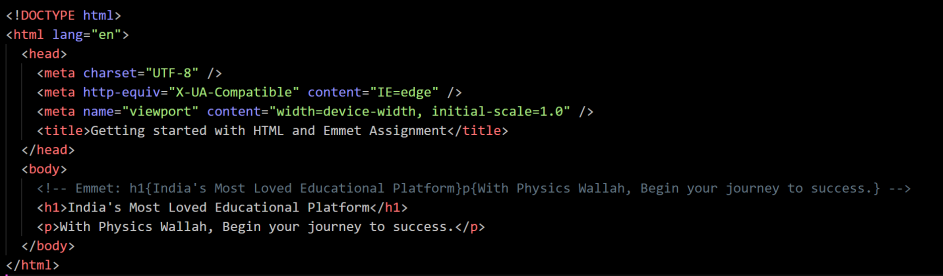 <!DOCTYPE html>
<html lang="en">
<head>
<meta charset="UTF-8" />
<meta http-equiv="X-UA-Compatible" content="IE=edge" />
<meta name="viewport" content="width=device-width, initial-scale=1.0" />
<title>Getting started with HTML and Emmet Assignment</title>
</head>
<body>
<!-- Emmet: h1{India's Most Loved Educational Platform}p{With Physics Wallah, Begin your journey to success.} -->
<h1>India's Most Loved Educational Platform</h1>
<p>With Physics Wallah, Begin your journey to success.</p>
</body>
</html>